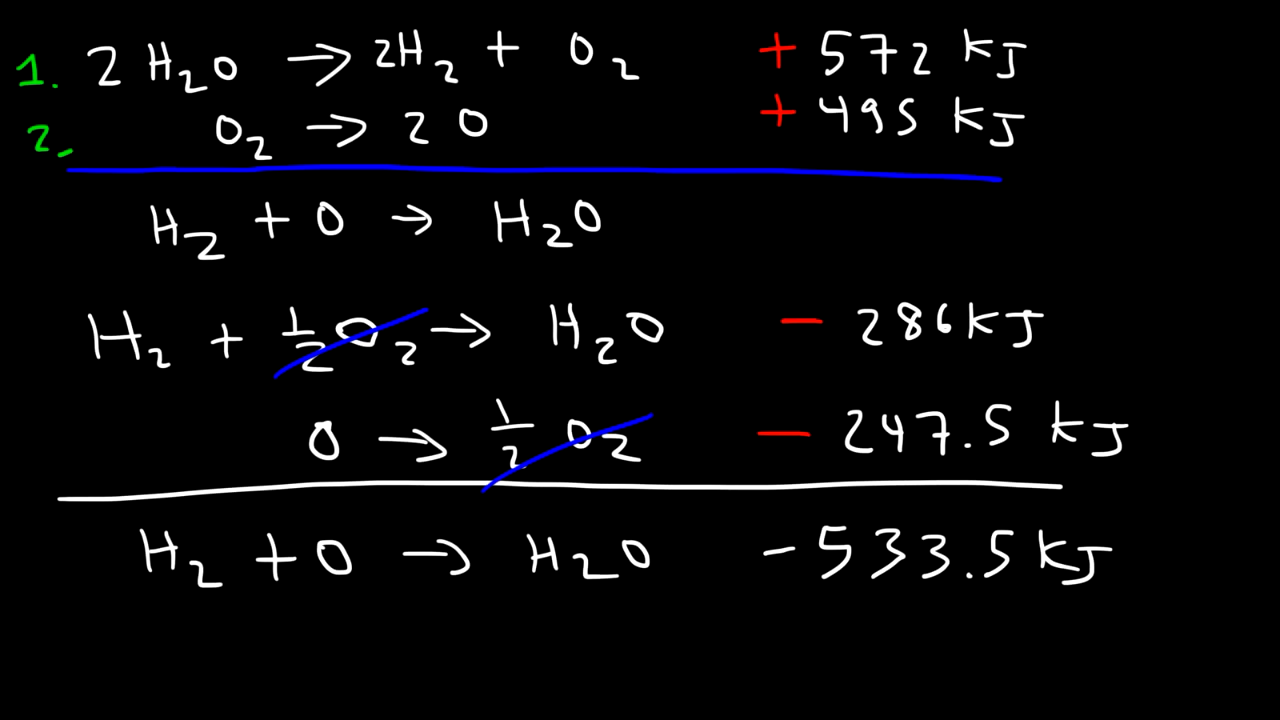 1. 2 H₂O → 2H₂ + O₂ + 572 KJ
2. O₂ → 2 O + 495 KJ
H₂ + O → H₂O
H₂ + 1/2 O₂ → H₂O - 286 KJ
O → 1/2 O₂ - 247.5 KJ
H₂ + O → H₂O - 533.5 KJ